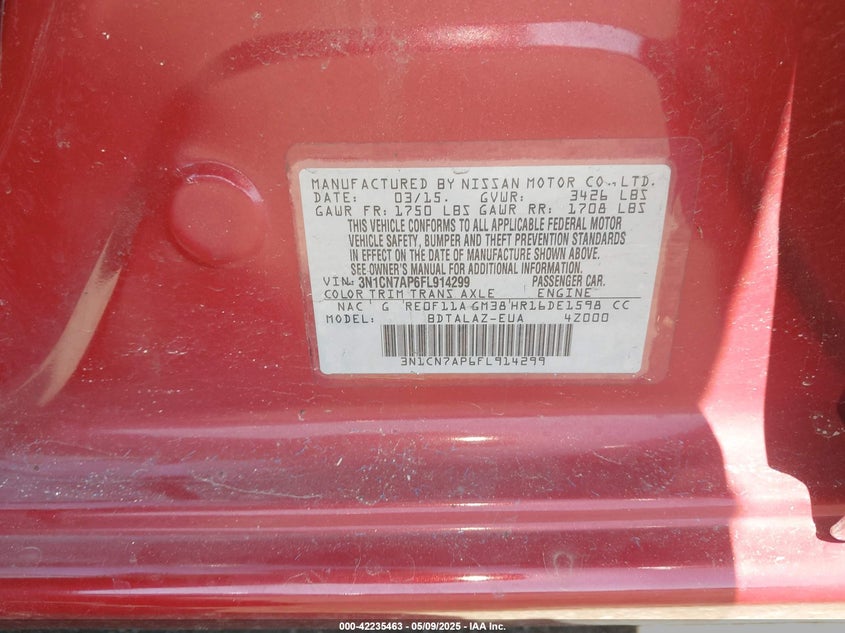 MANUFACTURED BY NISSAN MOTOR CO.,LTD.
DATE: 03/15. GVWR: 3426 LBS
GAWR FR: 1750 LBS GAWR RR: 1708 LBS
THIS VEHICLE CONFORMS TO ALL APPLICABLE FEDERAL MOTOR
VEHICLE SAFETY, BUMPER AND THEFT PREVENTION STANDARDS
IN EFFECT ON THE DATE OF MANUFACTURE SHOWN ABOVE.
SEE OWNER'S MANUAL FOR ADDITIONAL INFORMATION.
VIN: 3N1CN7AP6FL914299 PASSENGER CAR.
COLOR TRIM TRANS AXLE ENGINE
NAC G RE0F11A GM38 HR16DE1598 CC
MODEL: BDTALAZ-EUA 4Z000
3N1CN7AP6FL914299
000-42235463 - 05/09/2025 - IAA Inc.